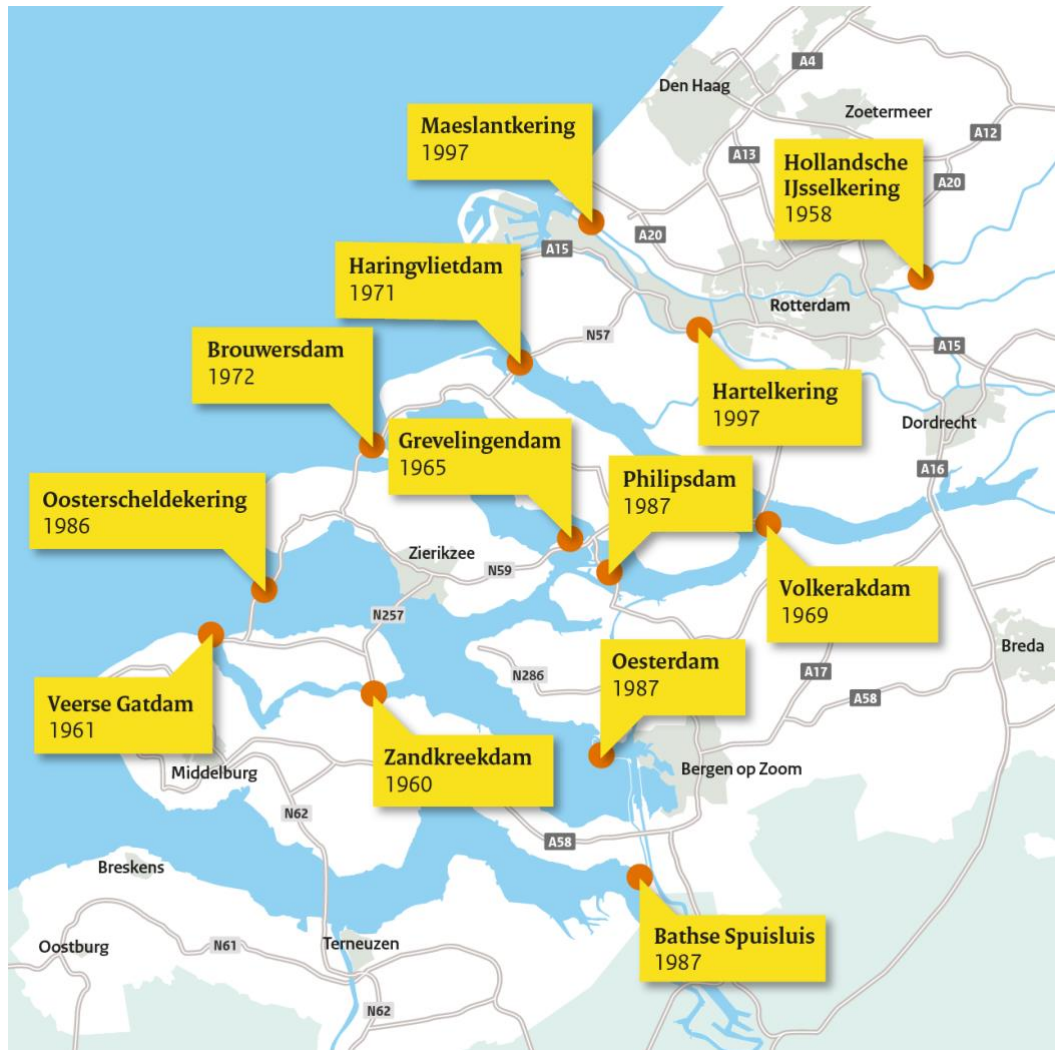 Den Haag
A4
Zoetermeer
A12
A13
A20
Maeslantkering
1997
Hollandsche
IJsselkering
1958
A20
A15
Haringvlietdam
1971
Rotterdam
N57
A15
Brouwersdam
1972
Hartelkering
1997
Dordrecht
Grevelingendam
1965
A16
Philipsdam
1987
Oosterscheldekering
1986
Zierikzee
N59
Volkerakdam
1969
N257
Breda
Oesterdam
1987
N286
A17
A58
Veerse Gatdam
1961
Middelburg
Zandkreekdam
1960
Bergen op Zoom
N62
A58
Breskens
Bathse Spuisluis
1987
Oostburg
N61
Terneuzen
N62